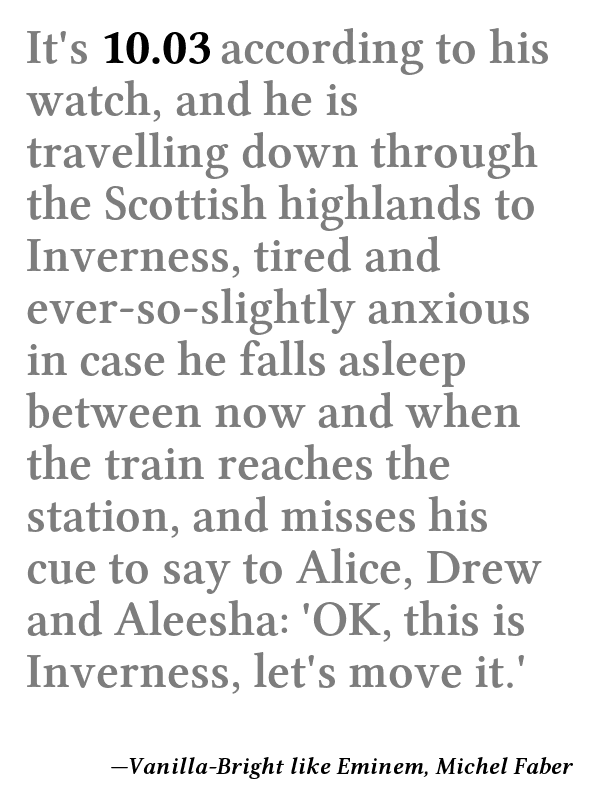 It's 10.03 according to his
watch, and he is
travelling down through
the Scottish highlands to
Inverness, tired and
ever-so-slightly anxious
in case he falls asleep
between now and when
the train reaches the
station, and misses his
cue to say to Alice, Drew
and Aleesha: 'OK, this is
Inverness, let's move it.'
—Vanilla-Bright like Eminem, Michel Faber